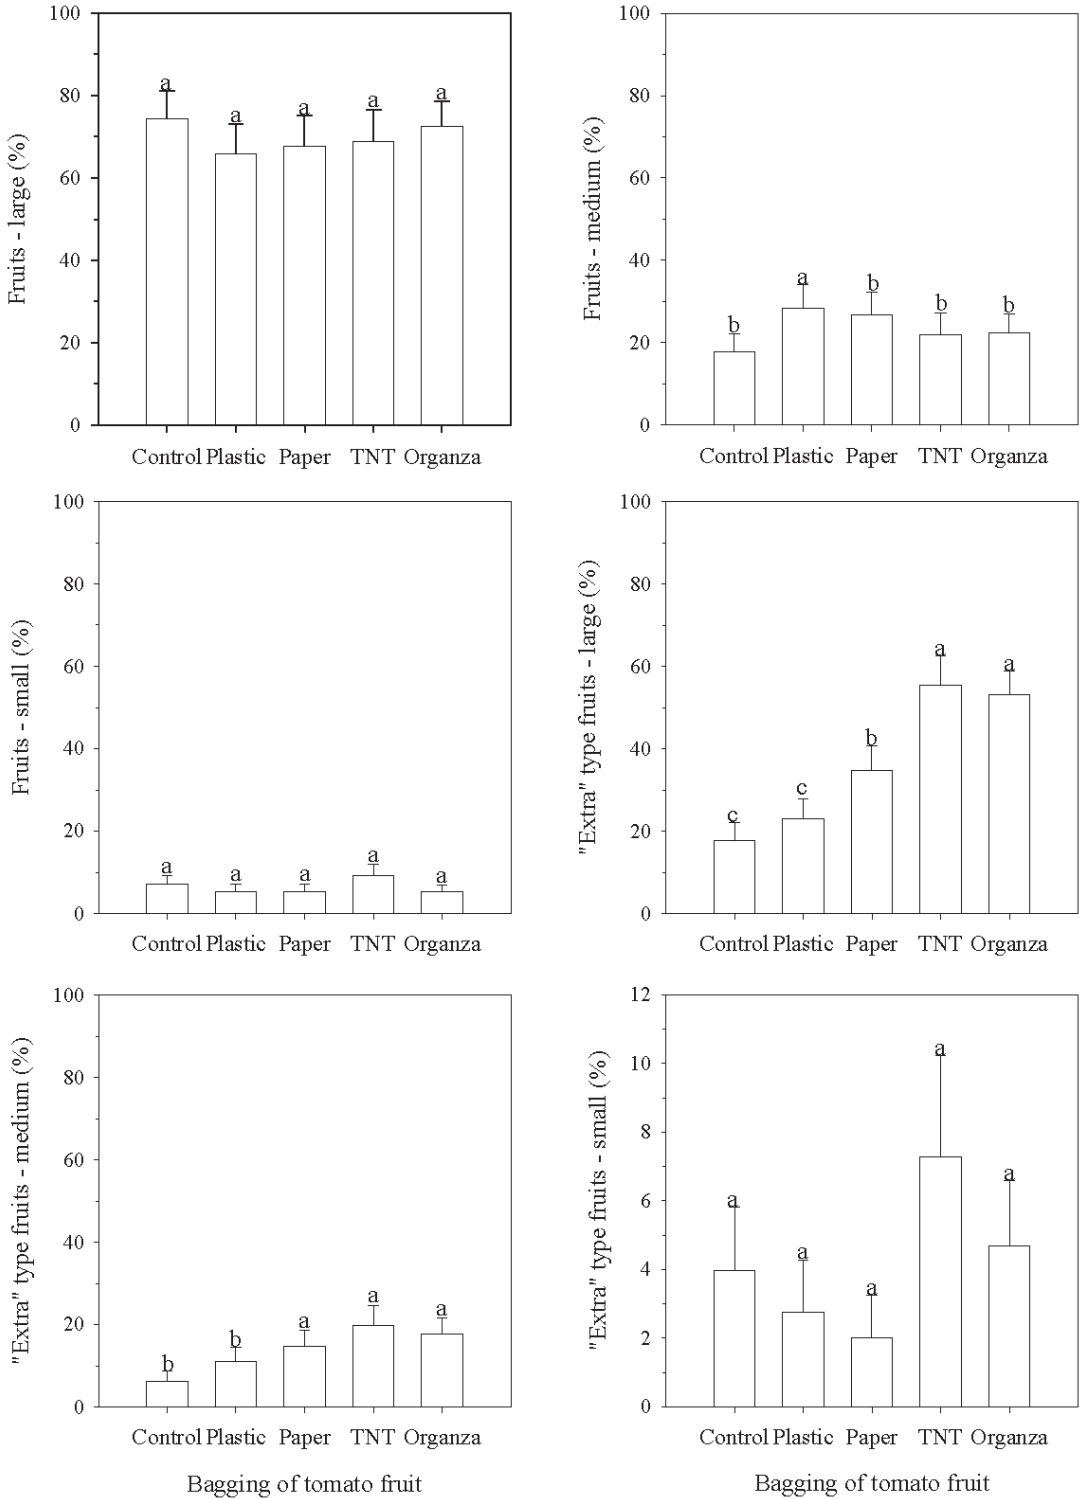 Fruits - large (%)
100
80
60
40
20
0
a a a a a
Control Plastic Paper TNT Organza
Fruits - medium (%)
100
80
60
40
20
0
b a b b b
Control Plastic Paper TNT Organza
Fruits - small (%)
100
80
60
40
20
0
a a a a a
Control Plastic Paper TNT Organza
"Extra" type fruits - large (%)
100
80
60
40
20
0
c c b a a
Control Plastic Paper TNT Organza
"Extra" type fruits - medium (%)
100
80
60
40
20
0
b b a a a
Control Plastic Paper TNT Organza
Bagging of tomato fruit
"Extra" type fruits - small (%)
12
10
8
6
4
2
0
a a a a a
Control Plastic Paper TNT Organza
Bagging of tomato fruit